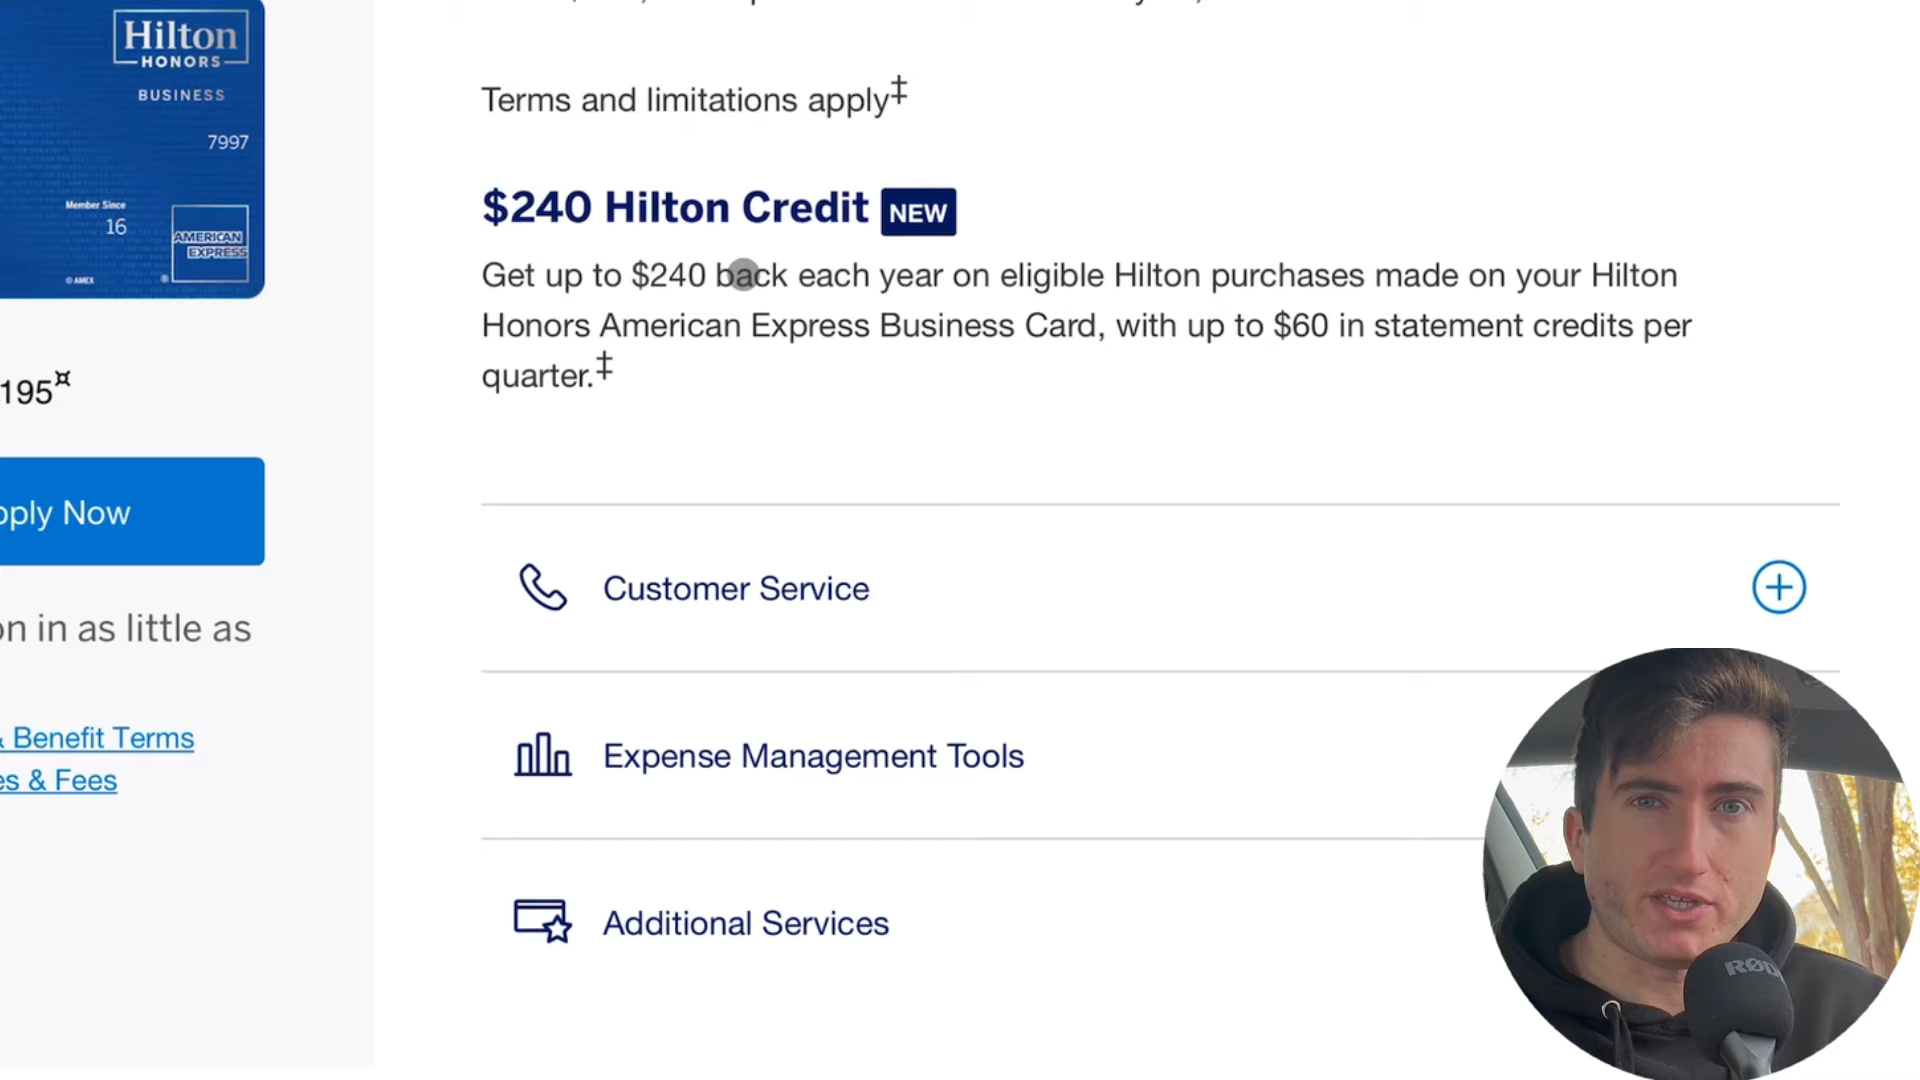 Hilton
HONORS
BUSINESS
7997
Member Since
16
AMERICAN
EXPRESS
© AMEX
®
195¤
pply Now
on in as little as
& Benefit Terms
es & Fees
Terms and limitations apply‡
$240 Hilton Credit NEW
Get up to $240 back each year on eligible Hilton purchases made on your Hilton
Honors American Express Business Card, with up to $60 in statement credits per
quarter.‡
Customer Service
Expense Management Tools
Additional Services
RØD